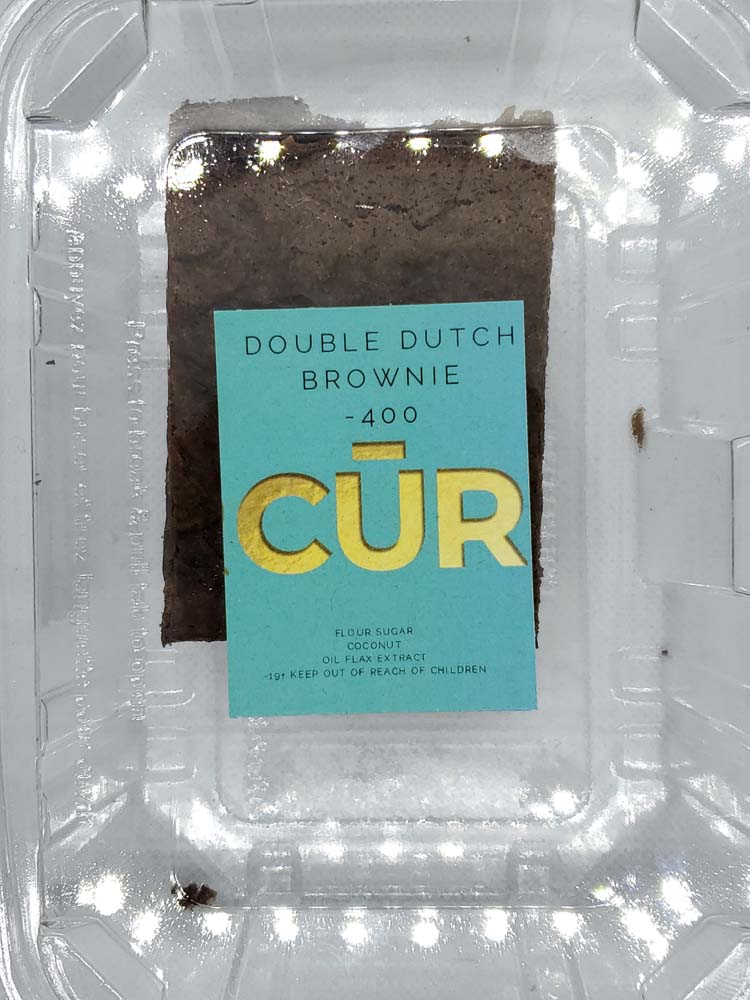 DOUBLE DUTCH
BROWNIE
-400
CŪR
FLOUR SUGAR
COCONUT
OIL FLAX EXTRACT
-19+ KEEP OUT OF REACH OF CHILDREN